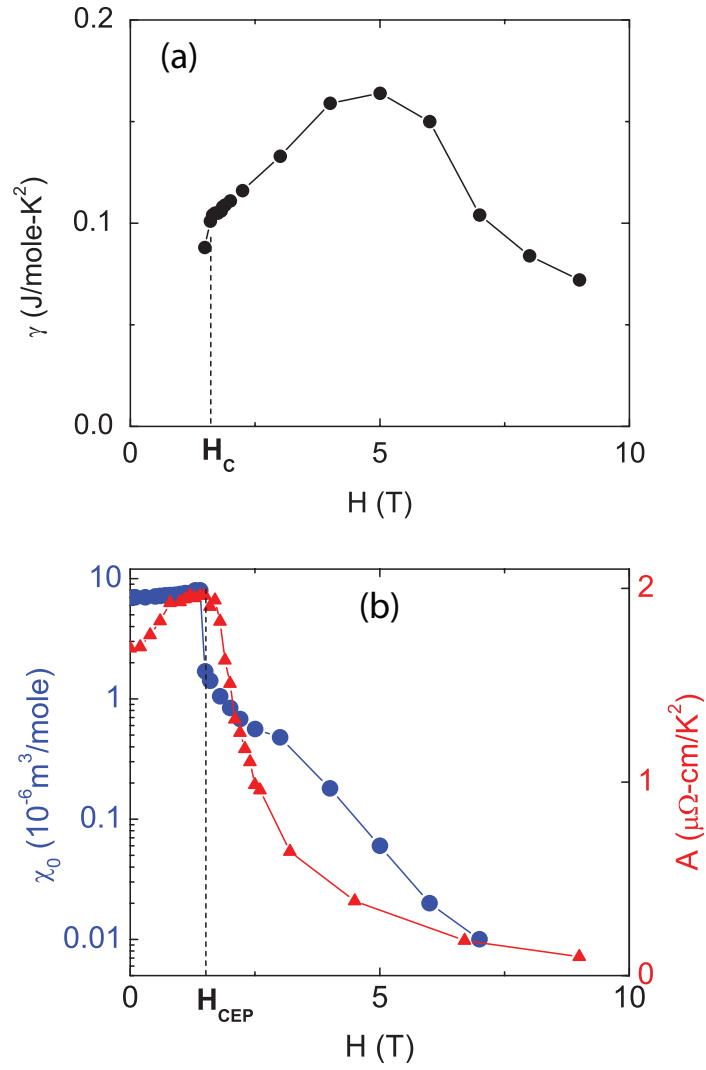 (a)
0.2
0.1
0.0
γ (J/mole-K²)
0
5
10
H_C
H (T)
(b)
10
1
0.1
0.01
χ₀ (10⁻⁶m³/mole)
2
1
0
A (μΩ-cm/K²)
0
5
10
H_CEP
H (T)